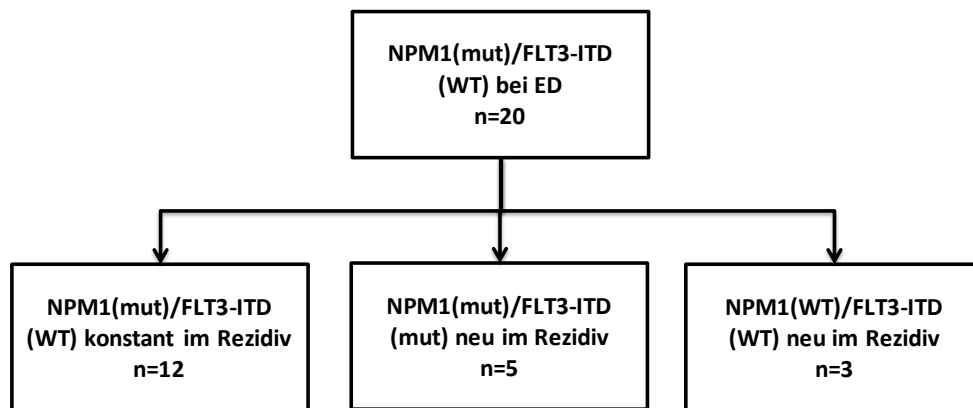 NPM1(mut)/FLT3-ITD
(WT) bei ED
n=20
NPM1(mut)/FLT3-ITD
(WT) konstant im Rezidiv
n=12
NPM1(mut)/FLT3-ITD
(mut) neu im Rezidiv
n=5
NPM1(WT)/FLT3-ITD
(WT) neu im Rezidiv
n=3